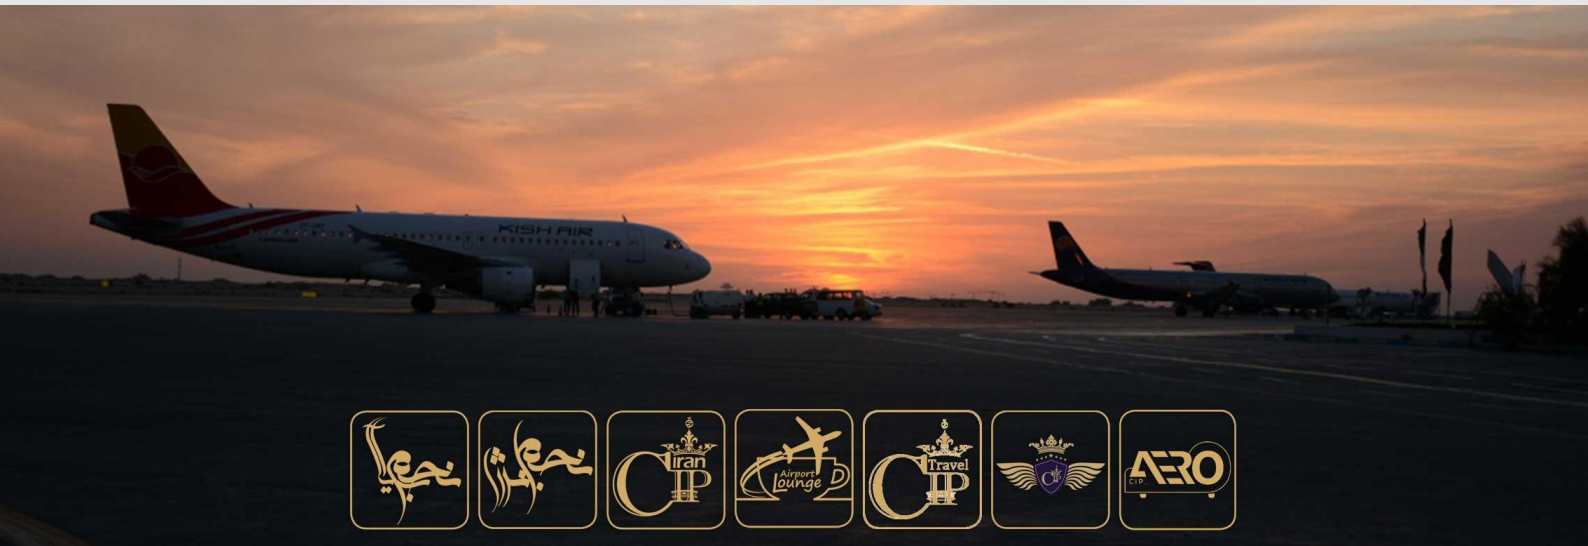 KISH AIR
Iran
CIP
Airport
Lounge
Travel
CIP
CIP
AERO
CIP